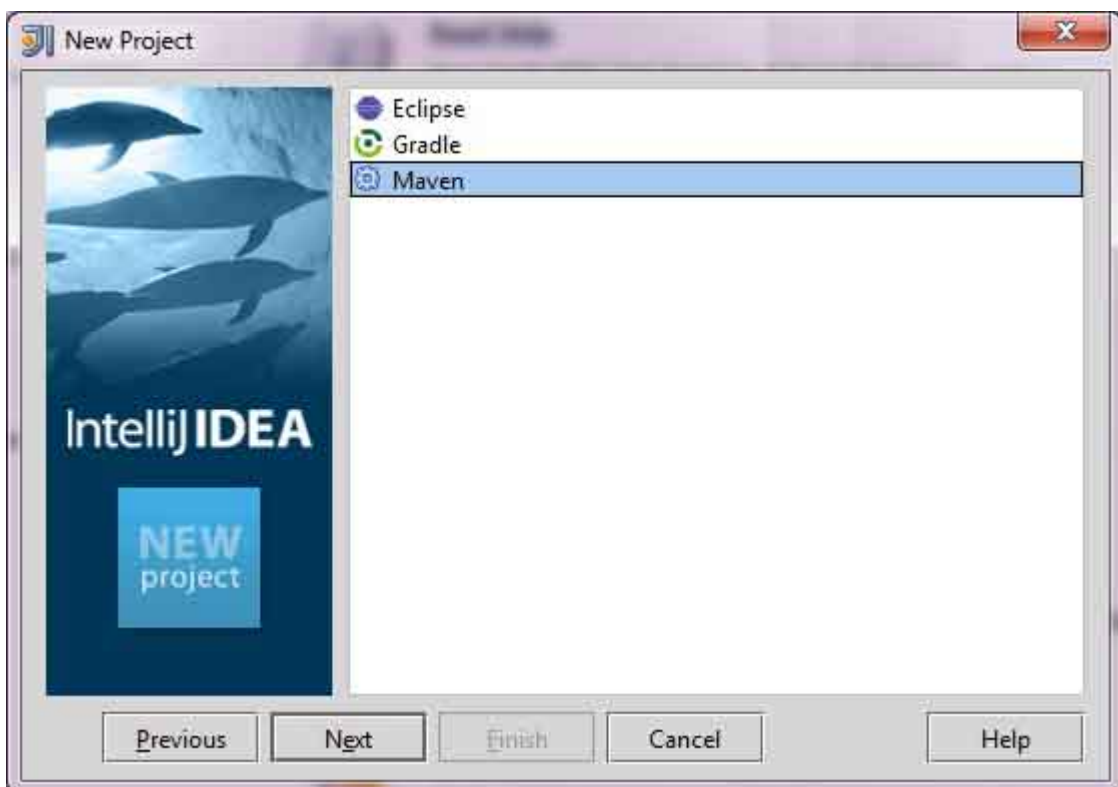 New Project
Eclipse
Gradle
Maven
IntelliJ IDEA
NEW
project
Previous
Next
Finish
Cancel
Help